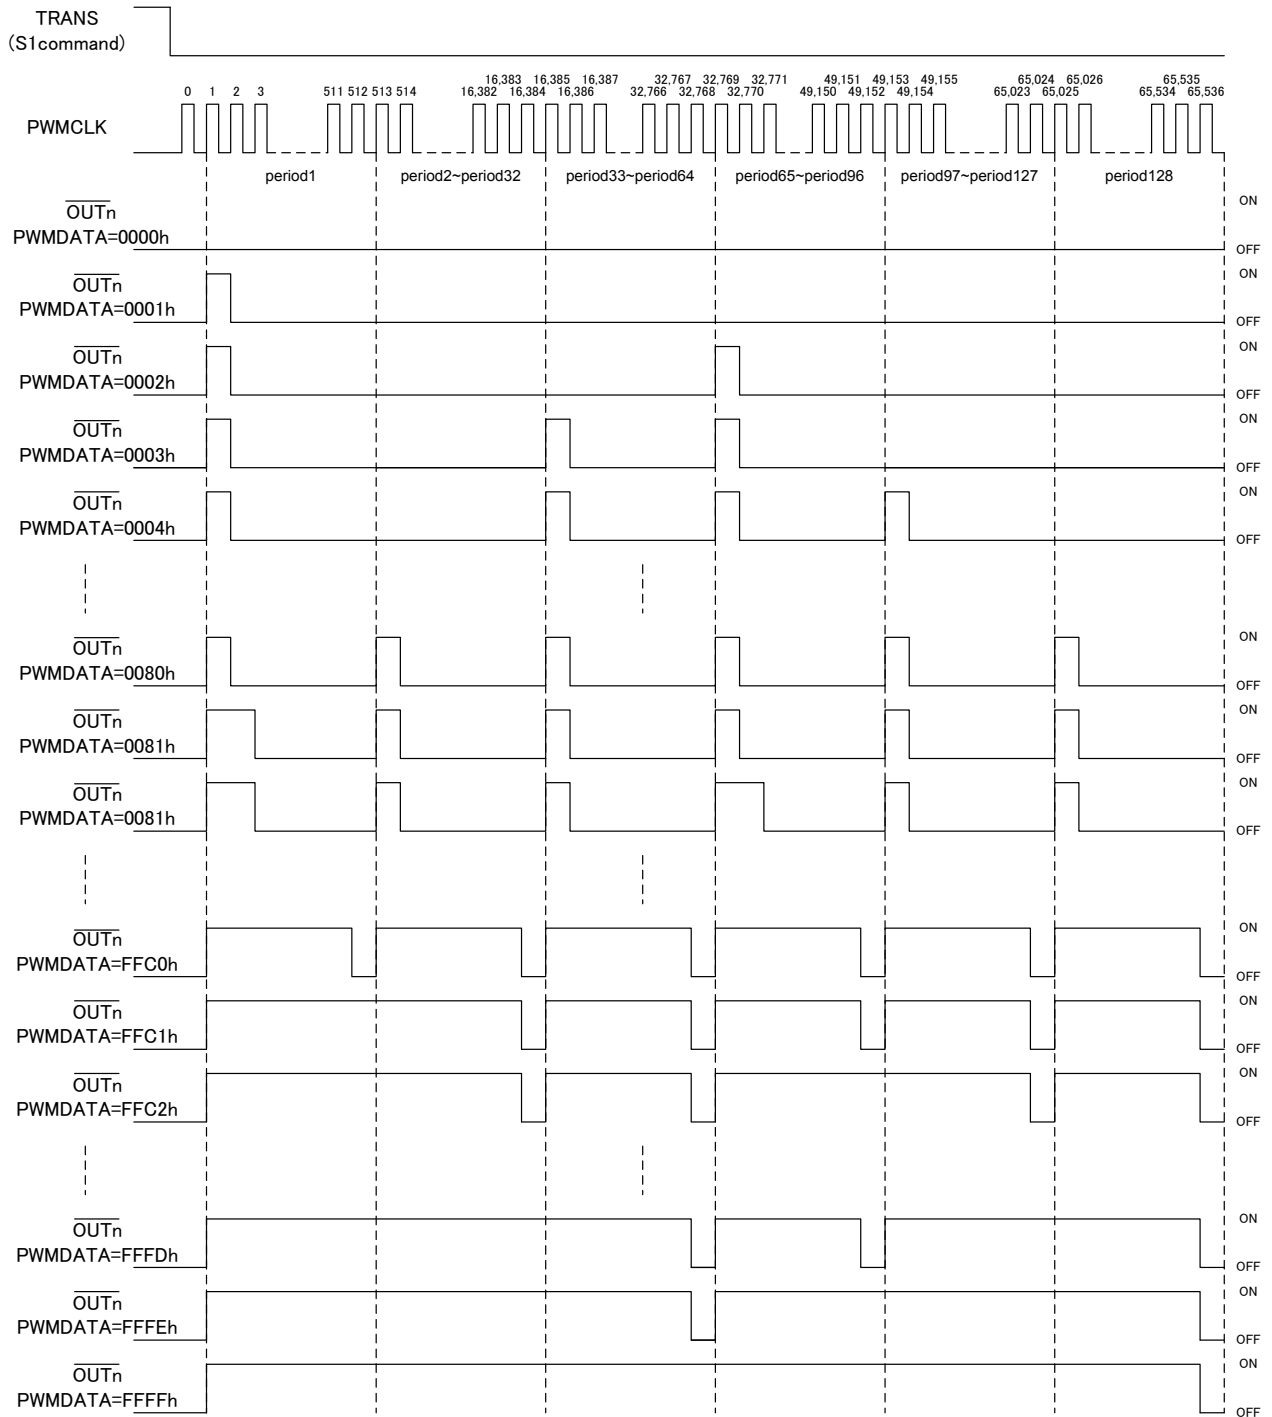 TRANS
(S1command)
16,383 16,385 16,387 32,767 32,769 32,771 49,151 49,153 49,155 65,024 65,026 65,535
0 1 2 3 511 512 513 514 16,382 16,384 16,386 32,766 32,768 32,770 49,150 49,152 49,154 65,023 65,025 65,534 65,536
PWMCLK
period1 period2~period32 period33~period64 period65~period96 period97~period127 period128
ON
OUTn
PWMDATA=0000h
OFF
ON
OUTn
PWMDATA=0001h
OFF
ON
OUTn
PWMDATA=0002h
OFF
ON
OUTn
PWMDATA=0003h
OFF
ON
OUTn
PWMDATA=0004h
OFF
ON
OUTn
PWMDATA=0080h
OFF
ON
OUTn
PWMDATA=0081h
OFF
ON
OUTn
PWMDATA=0081h
OFF
ON
OUTn
PWMDATA=FFC0h
OFF
ON
OUTn
PWMDATA=FFC1h
OFF
ON
OUTn
PWMDATA=FFC2h
OFF
ON
OUTn
PWMDATA=FFFDh
OFF
ON
OUTn
PWMDATA=FFFEh
OFF
ON
OUTn
PWMDATA=FFFFh
OFF